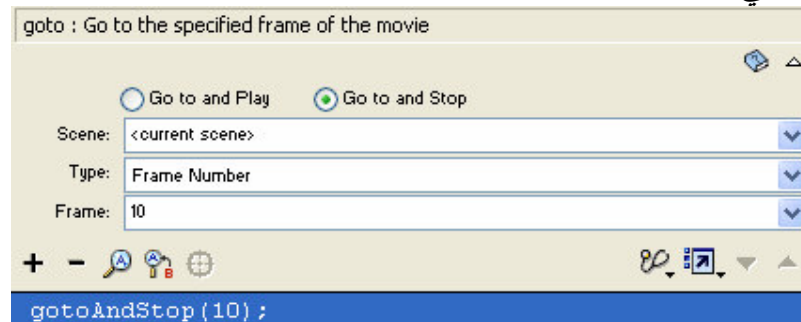 goto : Go to the specified frame of the movie
Go to and Play Go to and Stop
Scene: <current scene>
Type: Frame Number
Frame: 10
gotoAndStop(10);